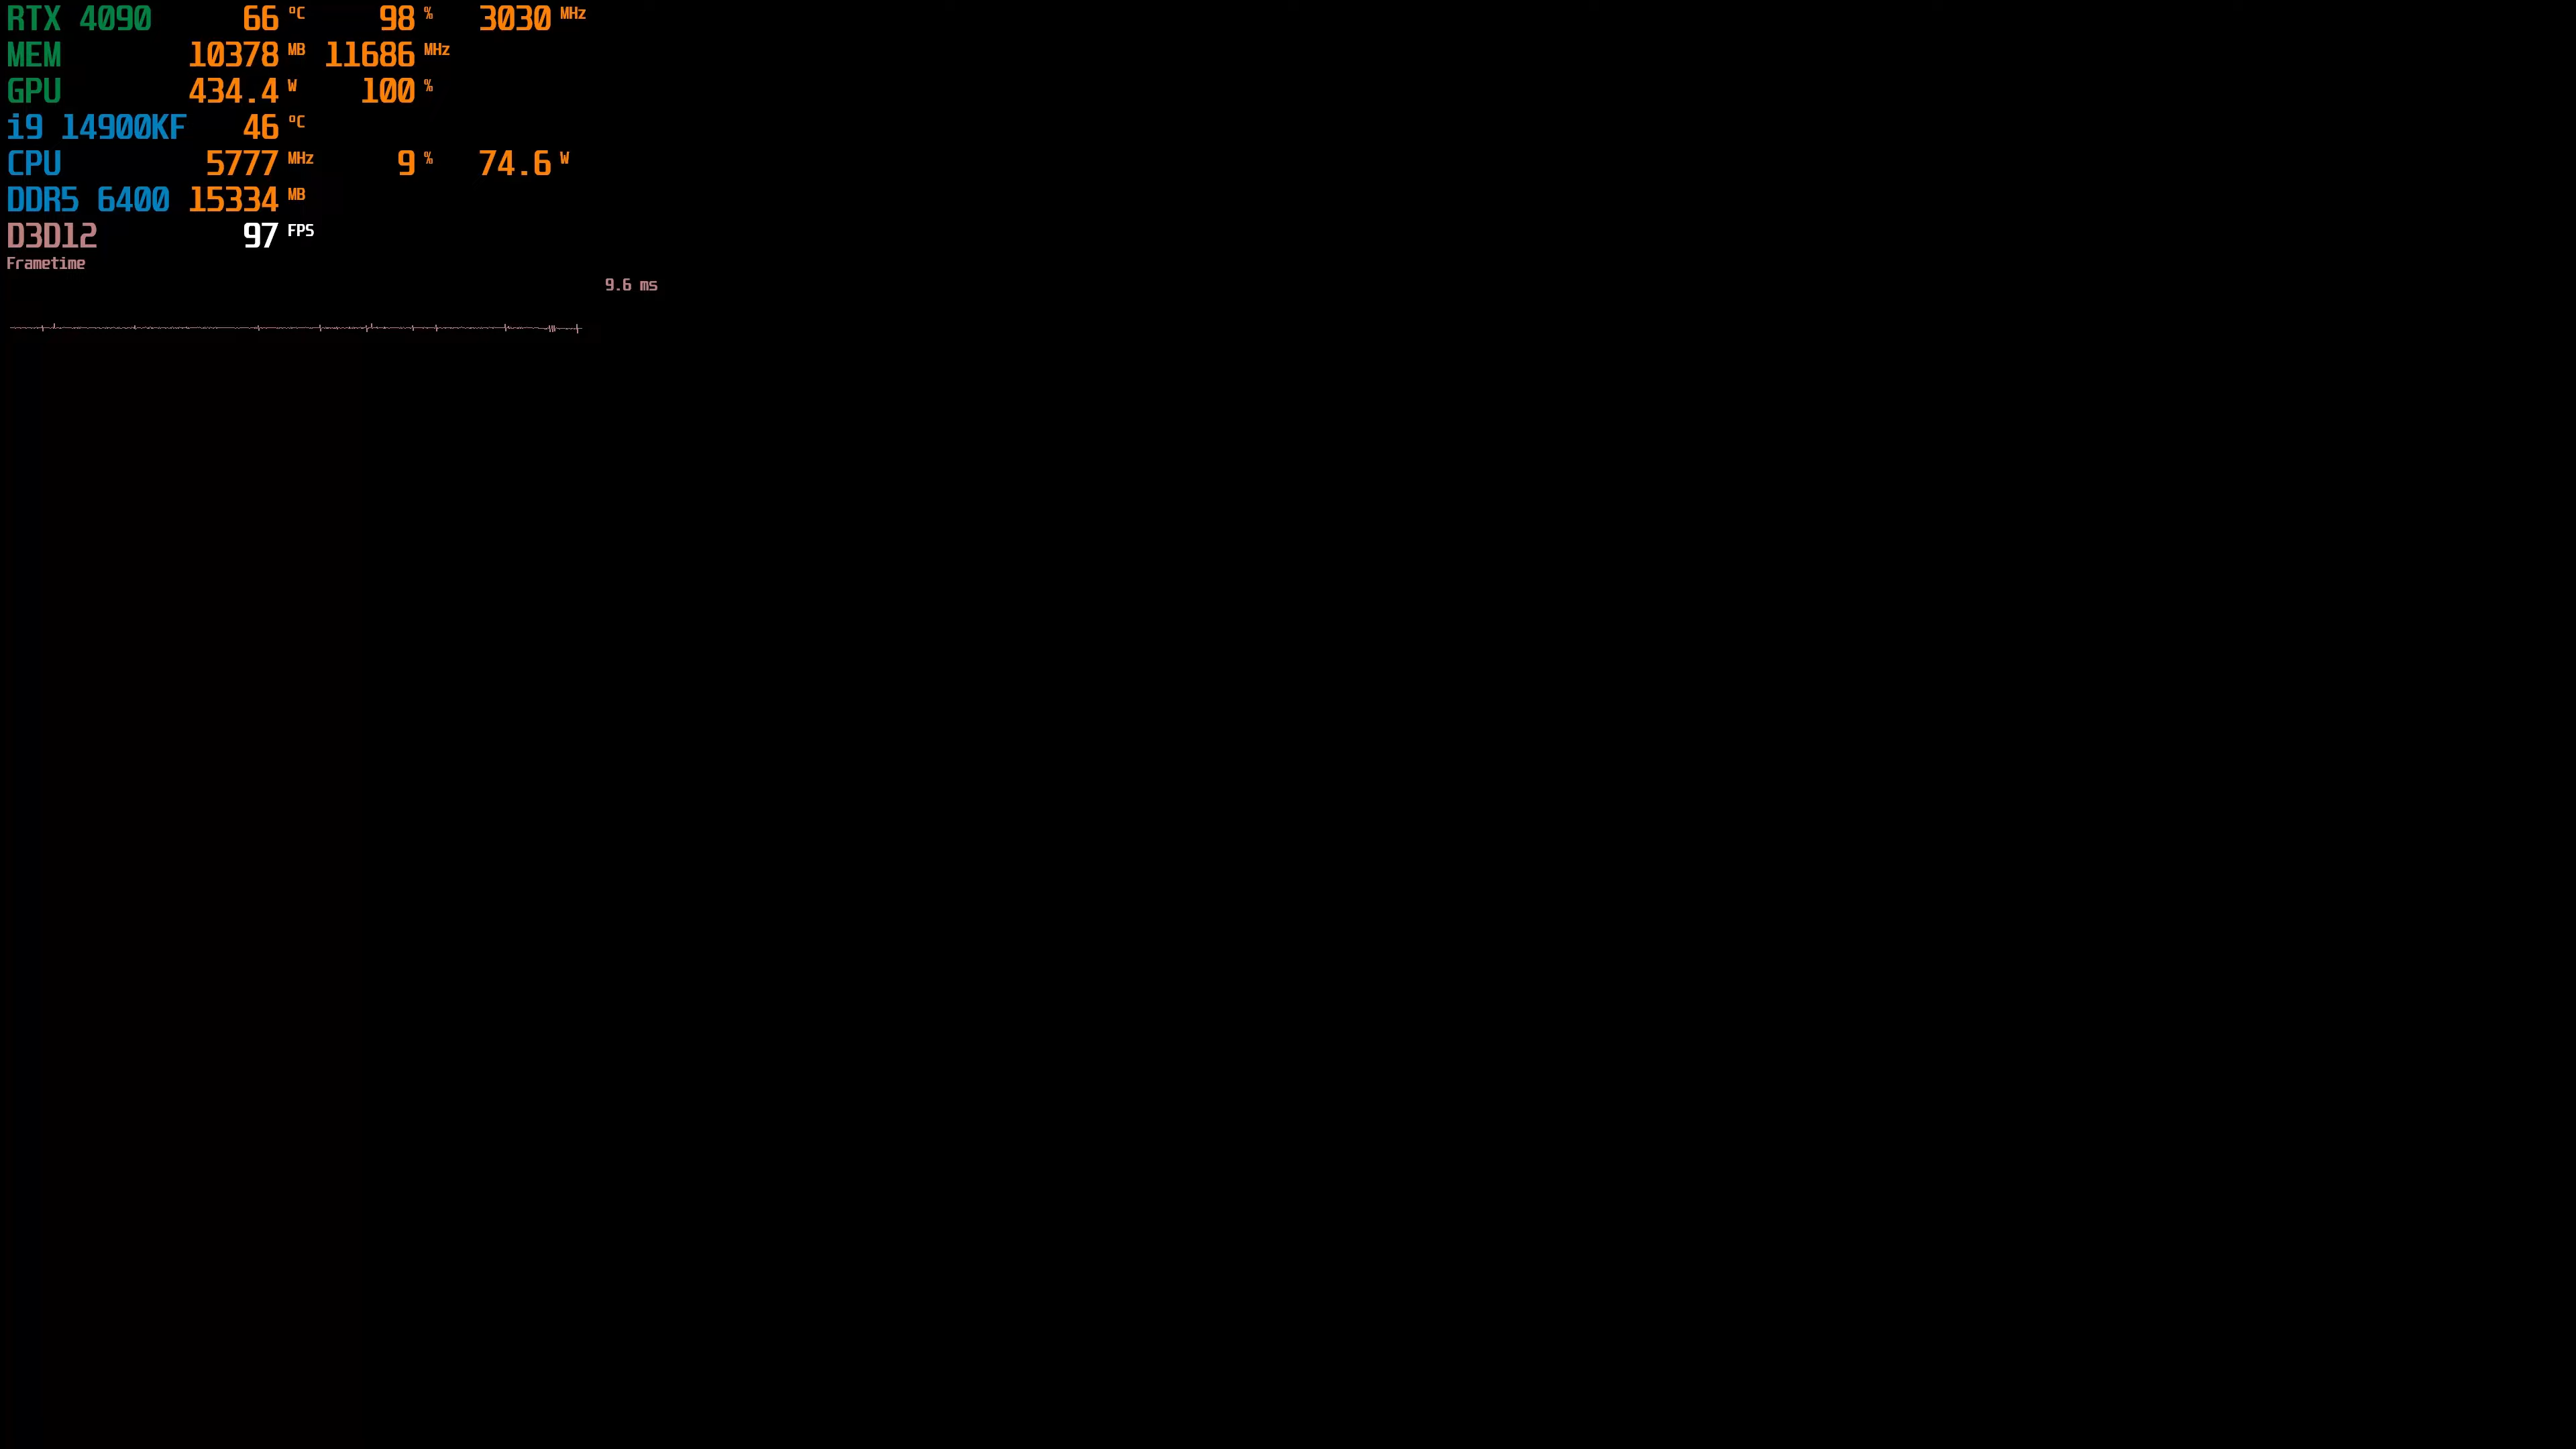 RTX 4090 66 °C 98 % 3030 MHz
MEM 10378 MB 11686 MHz
GPU 434.4 W 100 %
i9 14900KF 46 °C
CPU 5777 MHz 9 % 74.6 W
DDR5 6400 15334 MB
D3D12 97 FPS
Frametime
9.6 ms